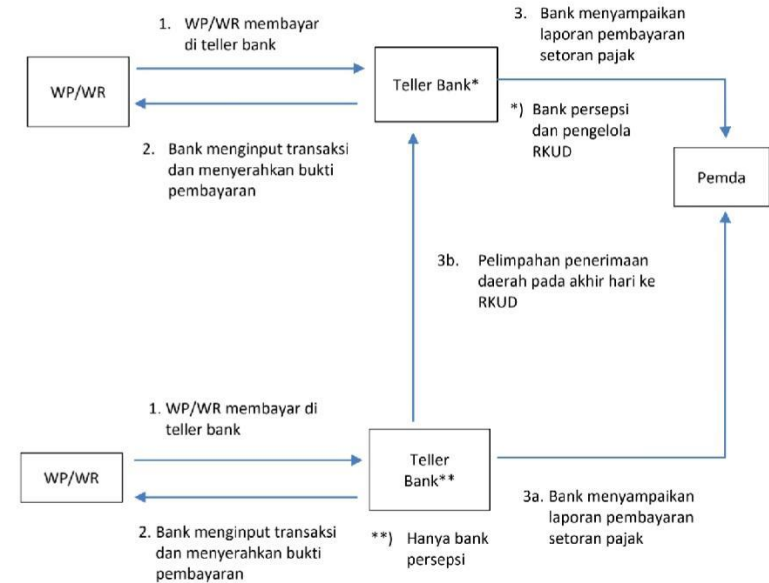 1. WP/WR membayar
di teller bank
3. Bank menyampaikan
laporan pembayaran
setoran pajak
WP/WR
Teller Bank*
*) Bank persepsi
dan pengelola
RKUD
2. Bank menginput transaksi
dan menyerahkan bukti
pembayaran
Pemda
3b. Pelimpahan penerimaan
daerah pada akhir hari ke
RKUD
1. WP/WR membayar di
teller bank
WP/WR
Teller
Bank**
3a. Bank menyampaikan
laporan pembayaran
setoran pajak
2. Bank menginput transaksi
dan menyerahkan bukti
pembayaran
**) Hanya bank
persepsi